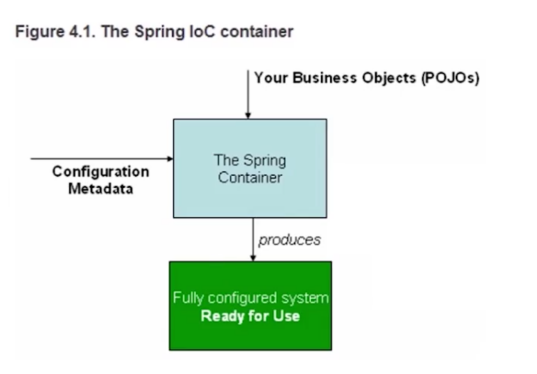 Figure 4.1. The Spring IoC container
Your Business Objects (POJOs)
The Spring
Container
Configuration
Metadata
produces
Fully configured system
Ready for Use